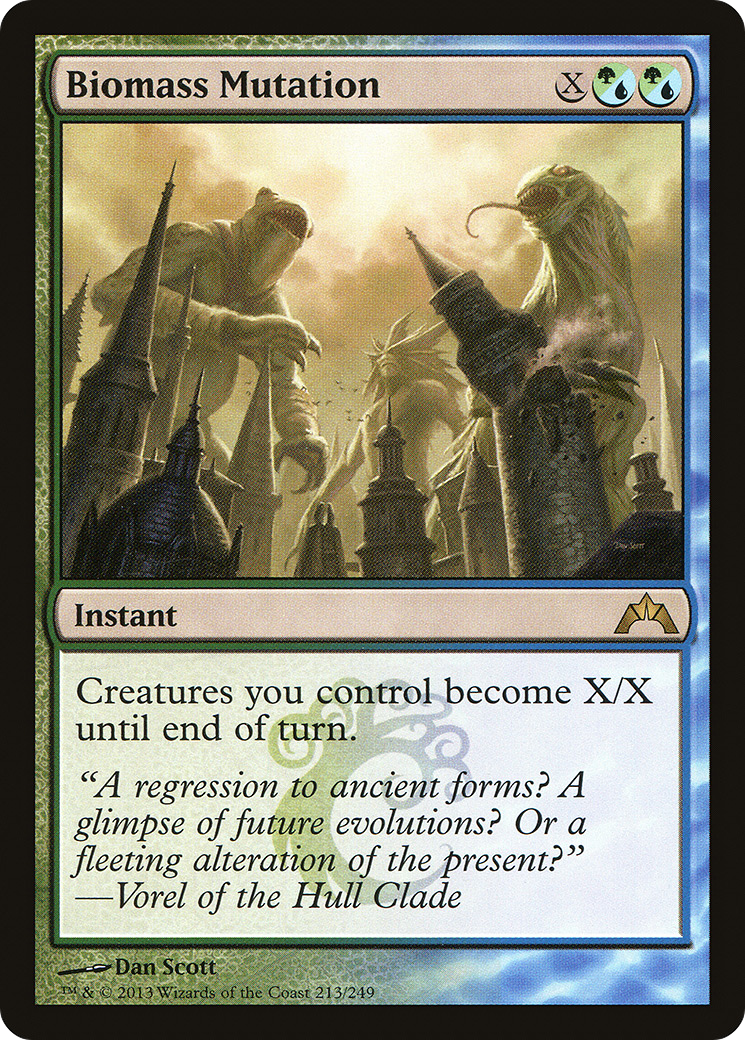 Biomass Mutation X
Dan Scott
Instant
Creatures you control become X/X
until end of turn.
“A regression to ancient forms? A
glimpse of future evolutions? Or a
fleeting alteration of the present?”
—Vorel of the Hull Clade
Dan Scott
™ & © 2013 Wizards of the Coast 213/249